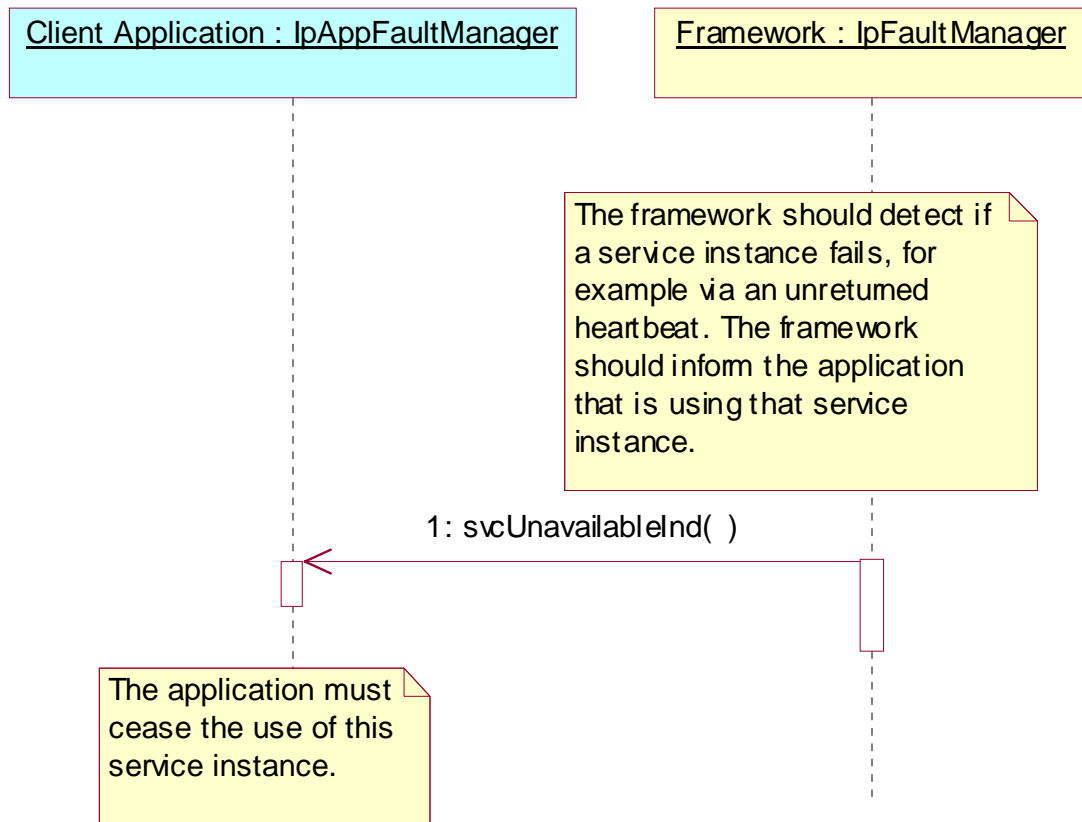 Client Application : IpAppFaultManager
Framework : IpFaultManager
The framework should detect if
a service instance fails, for
example via an unreturned
heartbeat. The framework
should inform the application
that is using that service
instance.
1: svcUnavailableInd( )
The application must
cease the use of this
service instance.